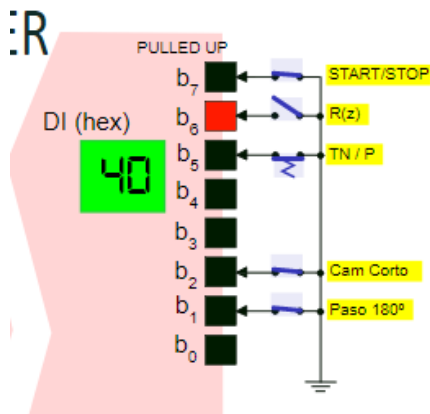 ER
PULLED UP
b7 START/STOP
b6 R(z)
DI (hex)
40
b5 TN / P
b4
b3
b2 Cam Corto
b1 Paso 180º
b0